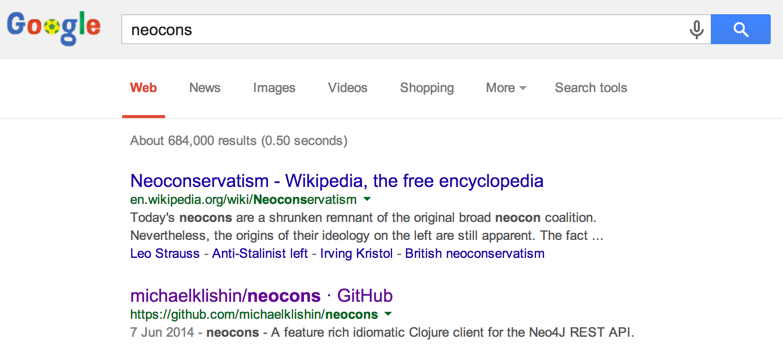 Google
neocons
Web News Images Videos Shopping More Search tools
About 684,000 results (0.50 seconds)
Neoconservatism - Wikipedia, the free encyclopedia
en.wikipedia.org/wiki/Neoconservatism
Today's neocons are a shrunken remnant of the original broad neocon coalition.
Nevertheless, the origins of their ideology on the left are still apparent. The fact ...
Leo Strauss - Anti-Stalinist left - Irving Kristol - British neoconservatism
michaelklishin/neocons · GitHub
https://github.com/michaelklishin/neocons
7 Jun 2014 - neocons - A feature rich idiomatic Clojure client for the Neo4J REST API.